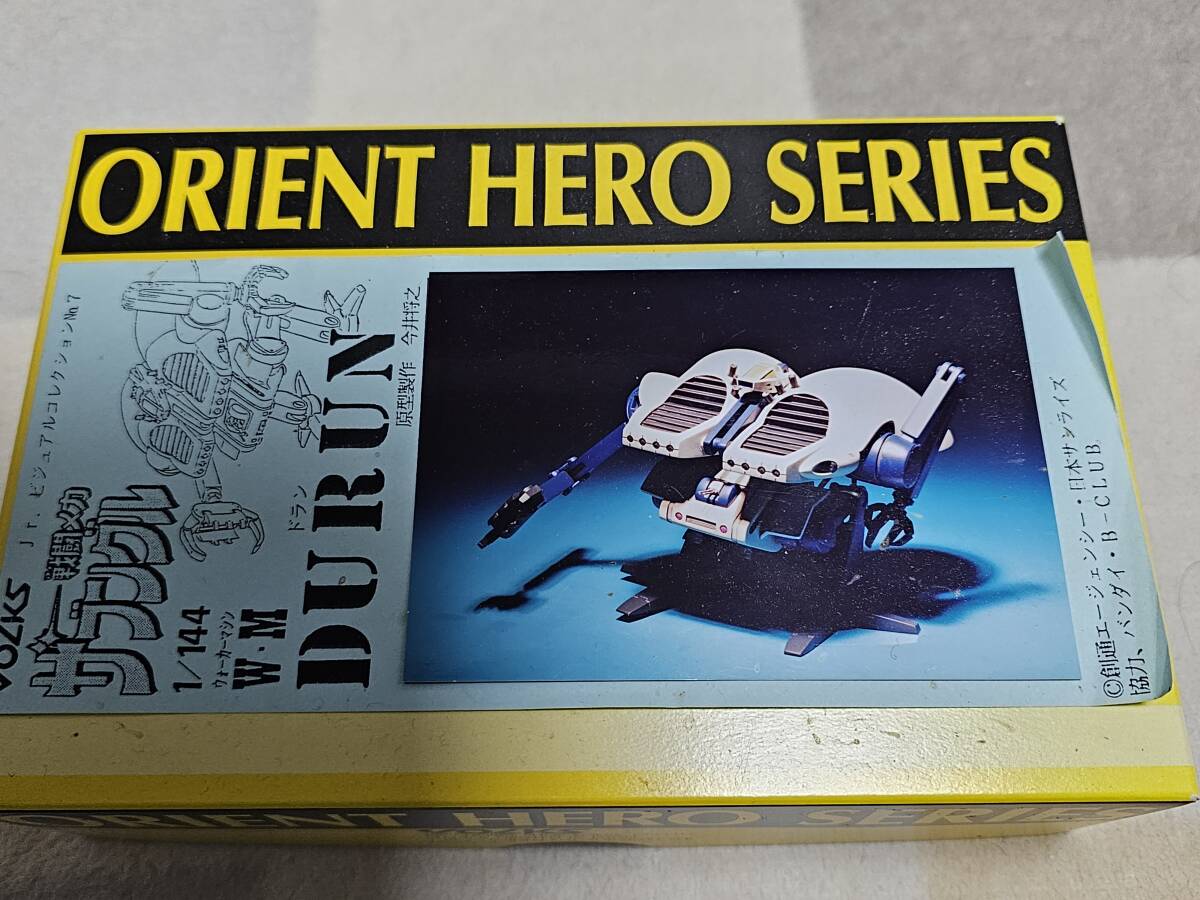 ORIENT HERO SERIES
Jr. ビジュアルコレクションNo.7
VOLKS
戦闘メカ
ザブングル
1/144
ウォーカーマシン
W・M
ドラン
DURUN
原型製作 今井将之
©創通エージェンシー・日本サンライズ
協力、バンダイ・B-CLUB
ORIENT HERO SERIES
VOLKS